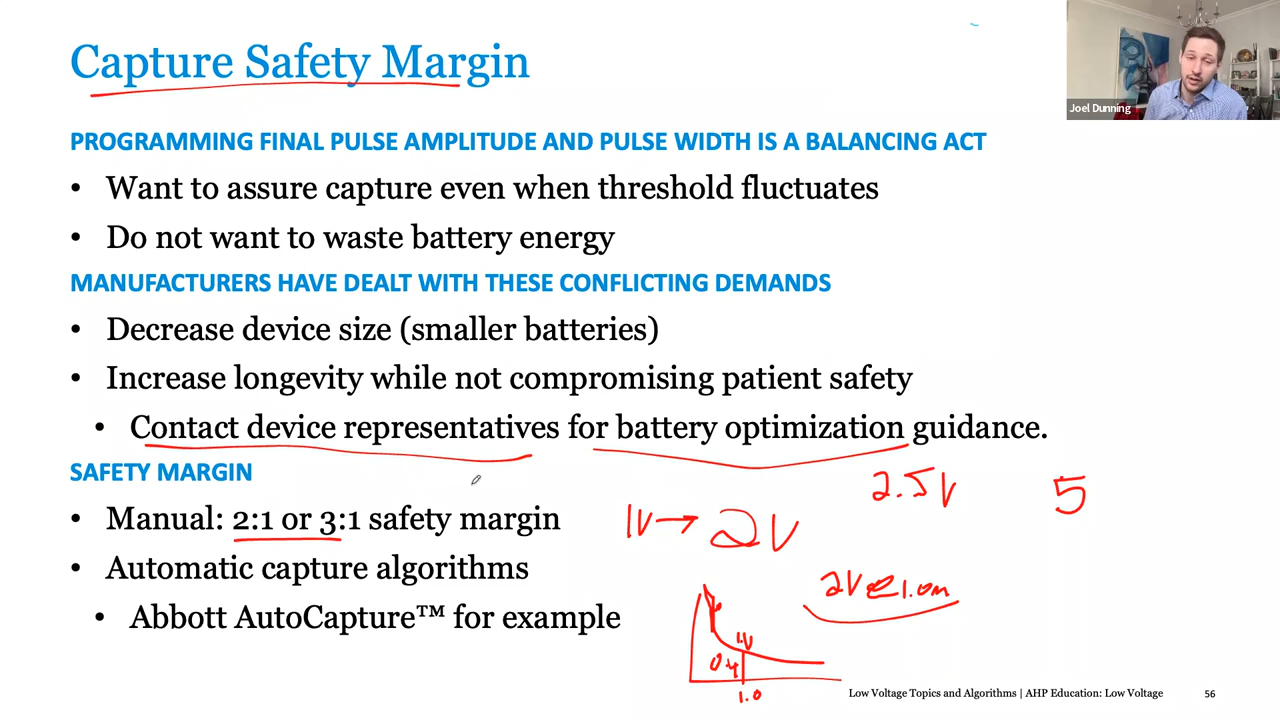 Capture Safety Margin
Joel Dunning
PROGRAMMING FINAL PULSE AMPLITUDE AND PULSE WIDTH IS A BALANCING ACT
• Want to assure capture even when threshold fluctuates
• Do not want to waste battery energy
MANUFACTURERS HAVE DEALT WITH THESE CONFLICTING DEMANDS
• Decrease device size (smaller batteries)
• Increase longevity while not compromising patient safety
• Contact device representatives for battery optimization guidance.
SAFETY MARGIN
2.5V 5
• Manual: 2:1 or 3:1 safety margin
1V → 2V
• Automatic capture algorithms
2V @ 1.0m
• Abbott AutoCapture™ for example
1V
0.4
1.0
Low Voltage Topics and Algorithms | AHP Education: Low Voltage 56